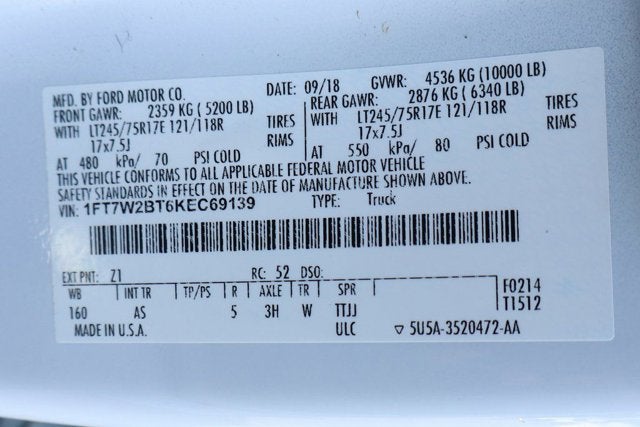 MFD. BY FORD MOTOR CO. DATE: 09/18 GVWR: 4536 KG (10000 LB)
FRONT GAWR: 2359 KG ( 5200 LB) REAR GAWR: 2876 KG ( 6340 LB)
WITH LT245/75R17E 121/118R TIRES WITH LT245/75R17E 121/118R TIRES
17x7.5J RIMS 17x7.5J RIMS
AT 480 kPa/ 70 PSI COLD AT 550 kPa/ 80 PSI COLD
THIS VEHICLE CONFORMS TO ALL APPLICABLE FEDERAL MOTOR VEHICLE
SAFETY STANDARDS IN EFFECT ON THE DATE OF MANUFACTURE SHOWN ABOVE.
VIN: 1FT7W2BT6KEC69139 TYPE: Truck
EXT PNT: Z1 RC: 52 DSO:
WB INT TR TP/PS R AXLE TR SPR F0214
160 AS 5 3H W TTJJ T1512
MADE IN U.S.A. ULC ▽ 5U5A-3520472-AA